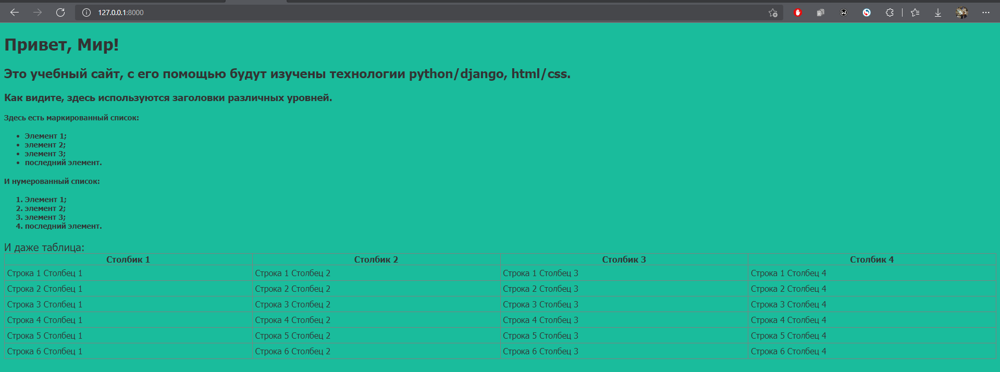 127.0.0.1:8000
Привет, Мир!
Это учебный сайт, с его помощью будут изучены технологии python/django, html/css.
Как видите, здесь используются заголовки различных уровней.
Здесь есть маркированный список:
• Элемент 1;
• элемент 2;
• элемент 3;
• последний элемент.
И нумерованный список:
1. Элемент 1;
2. элемент 2;
3. элемент 3;
4. последний элемент.
И даже таблица:
Столбик 1 Столбик 2 Столбик 3 Столбик 4
Строка 1 Столбец 1 Строка 1 Столбец 2 Строка 1 Столбец 3 Строка 1 Столбец 4
Строка 2 Столбец 1 Строка 2 Столбец 2 Строка 2 Столбец 3 Строка 2 Столбец 4
Строка 3 Столбец 1 Строка 3 Столбец 2 Строка 3 Столбец 3 Строка 3 Столбец 4
Строка 4 Столбец 1 Строка 4 Столбец 2 Строка 4 Столбец 3 Строка 4 Столбец 4
Строка 5 Столбец 1 Строка 5 Столбец 2 Строка 5 Столбец 3 Строка 5 Столбец 4
Строка 6 Столбец 1 Строка 6 Столбец 2 Строка 6 Столбец 3 Строка 6 Столбец 4